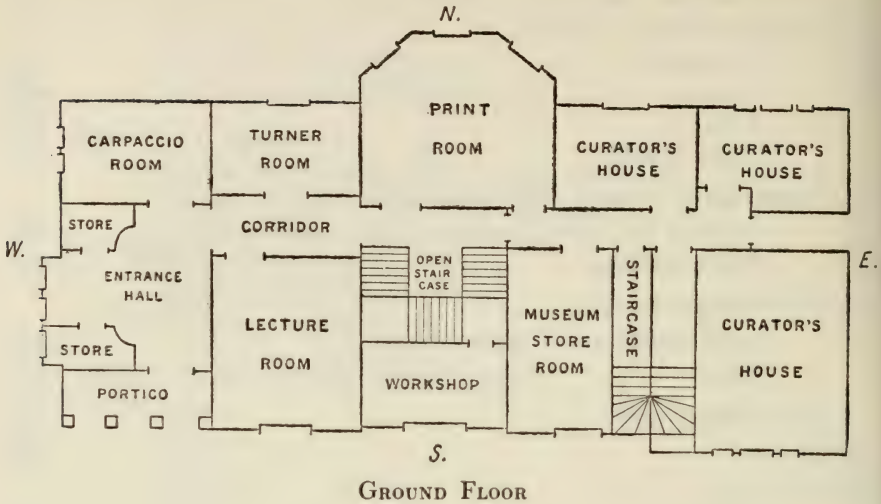 N.
CARPACCIO
ROOM
TURNER
ROOM
PRINT
ROOM
CURATOR'S
HOUSE
CURATOR'S
HOUSE
STORE
CORRIDOR
W.
ENTRANCE
HALL
OPEN
STAIR
CASE
STAIRCASE
E.
LECTURE
ROOM
MUSEUM
STORE
ROOM
CURATOR'S
HOUSE
STORE
WORKSHOP
PORTICO
S.
GROUND FLOOR